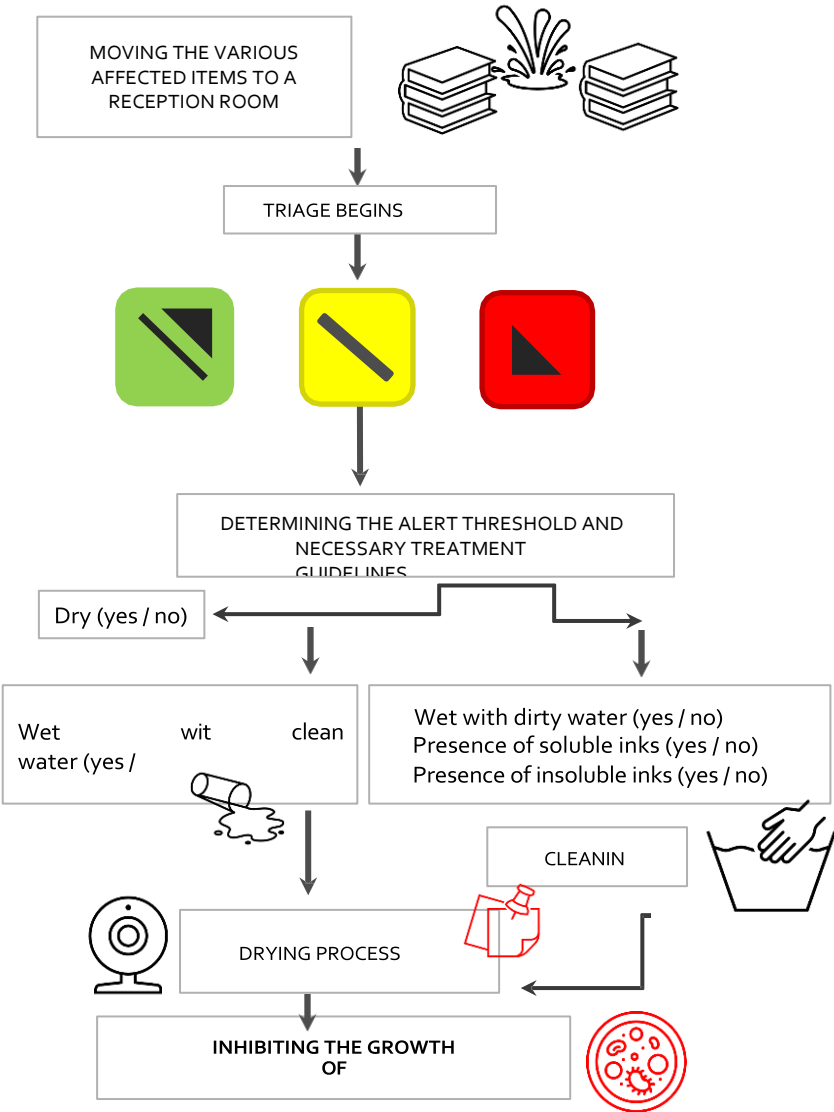 MOVING THE VARIOUS
AFFECTED ITEMS TO A
RECEPTION ROOM
TRIAGE BEGINS
DETERMINING THE ALERT THRESHOLD AND
NECESSARY TREATMENT
GUIDELINES
Dry (yes / no)
Wet wit clean
water (yes /
Wet with dirty water (yes / no)
Presence of soluble inks (yes / no)
Presence of insoluble inks (yes / no)
CLEANIN
DRYING PROCESS
INHIBITING THE GROWTH
OF